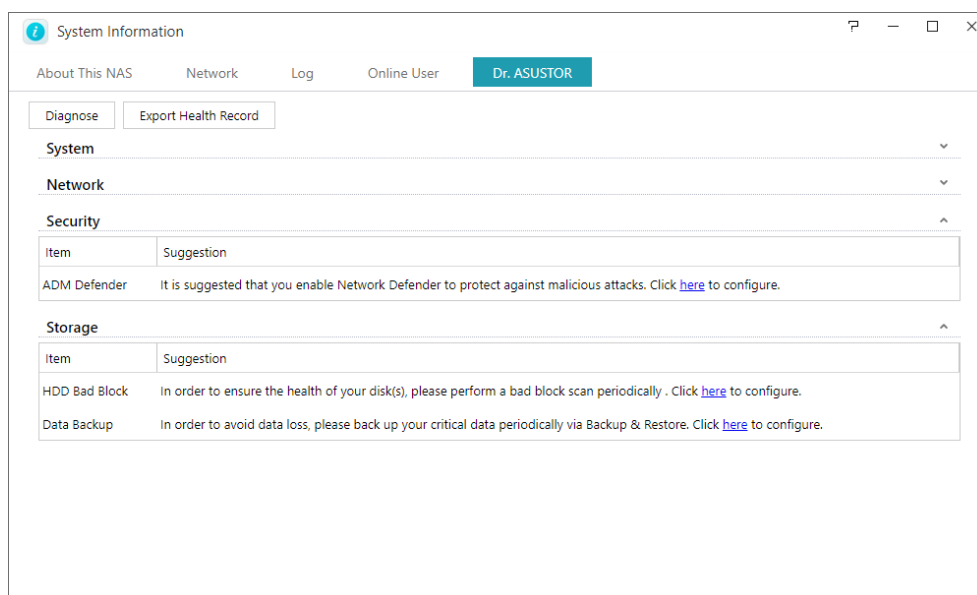 System Information
About This NAS Network Log Online User Dr. ASUSTOR
Diagnose Export Health Record
System
Network
Security
Item Suggestion
ADM Defender It is suggested that you enable Network Defender to protect against malicious attacks. Click here to configure.
Storage
Item Suggestion
HDD Bad Block In order to ensure the health of your disk(s), please perform a bad block scan periodically . Click here to configure.
Data Backup In order to avoid data loss, please back up your critical data periodically via Backup & Restore. Click here to configure.